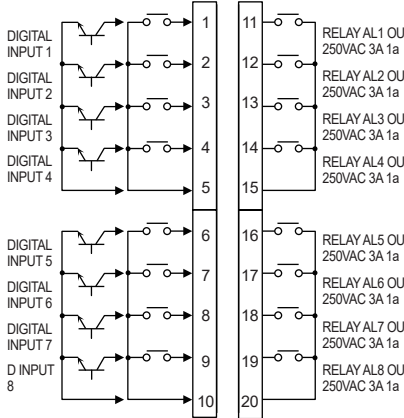 DIGITAL
INPUT 1
DIGITAL
INPUT 2
DIGITAL
INPUT 3
DIGITAL
INPUT 4
1
2
3
4
5
11
12
13
14
15
RELAY AL1 OU
250VAC 3A 1a
RELAY AL2 OU
250VAC 3A 1a
RELAY AL3 OU
250VAC 3A 1a
RELAY AL4 OU
250VAC 3A 1a
DIGITAL
INPUT 5
DIGITAL
INPUT 6
DIGITAL
INPUT 7
D INPUT
8
6
7
8
9
10
16
17
18
19
20
RELAY AL5 OU
250VAC 3A 1a
RELAY AL6 OU
250VAC 3A 1a
RELAY AL7 OU
250VAC 3A 1a
RELAY AL8 OU
250VAC 3A 1a